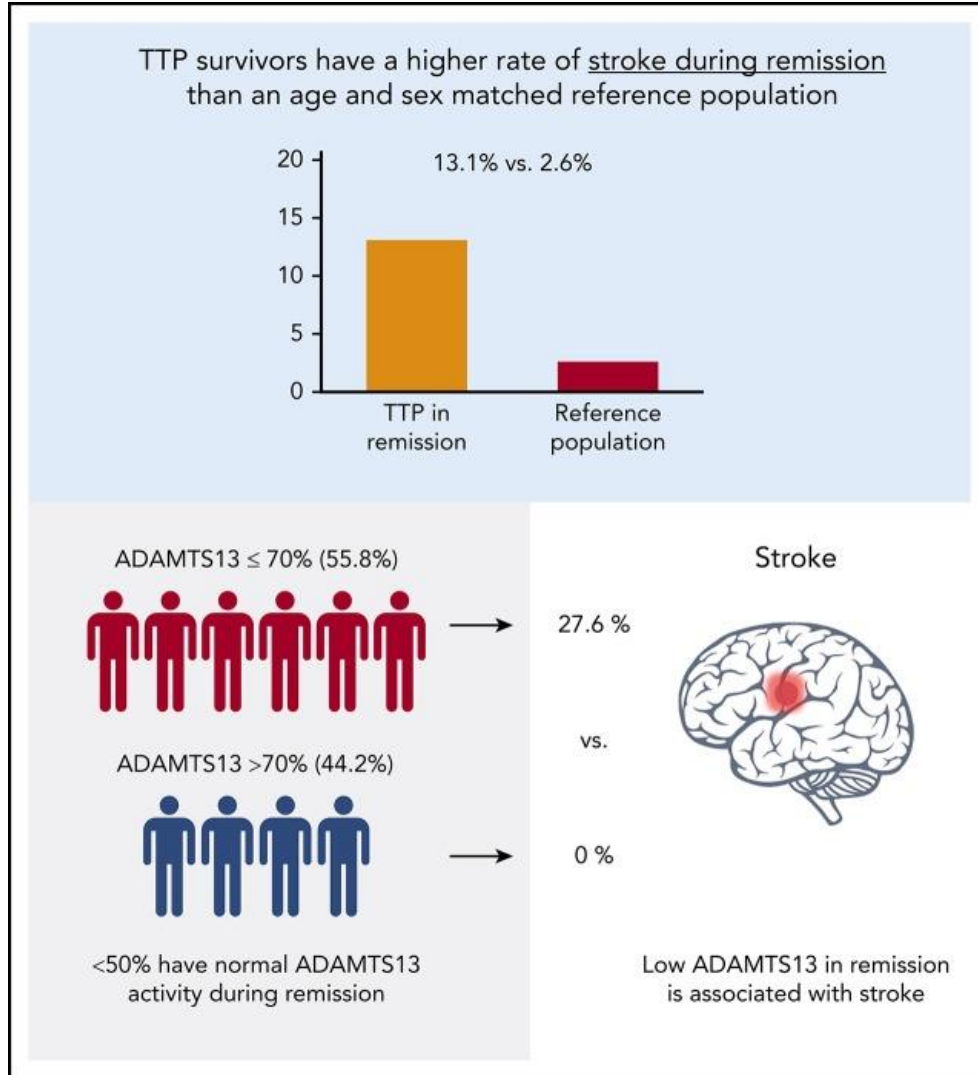 TTP survivors have a higher rate of stroke during remission
than an age and sex matched reference population
13.1% vs. 2.6%
20
15
10
5
0
TTP in
remission
Reference
population
ADAMTS13 ≤ 70% (55.8%)
ADAMTS13 >70% (44.2%)
<50% have normal ADAMTS13
activity during remission
Stroke
27.6 %
vs.
0 %
Low ADAMTS13 in remission
is associated with stroke